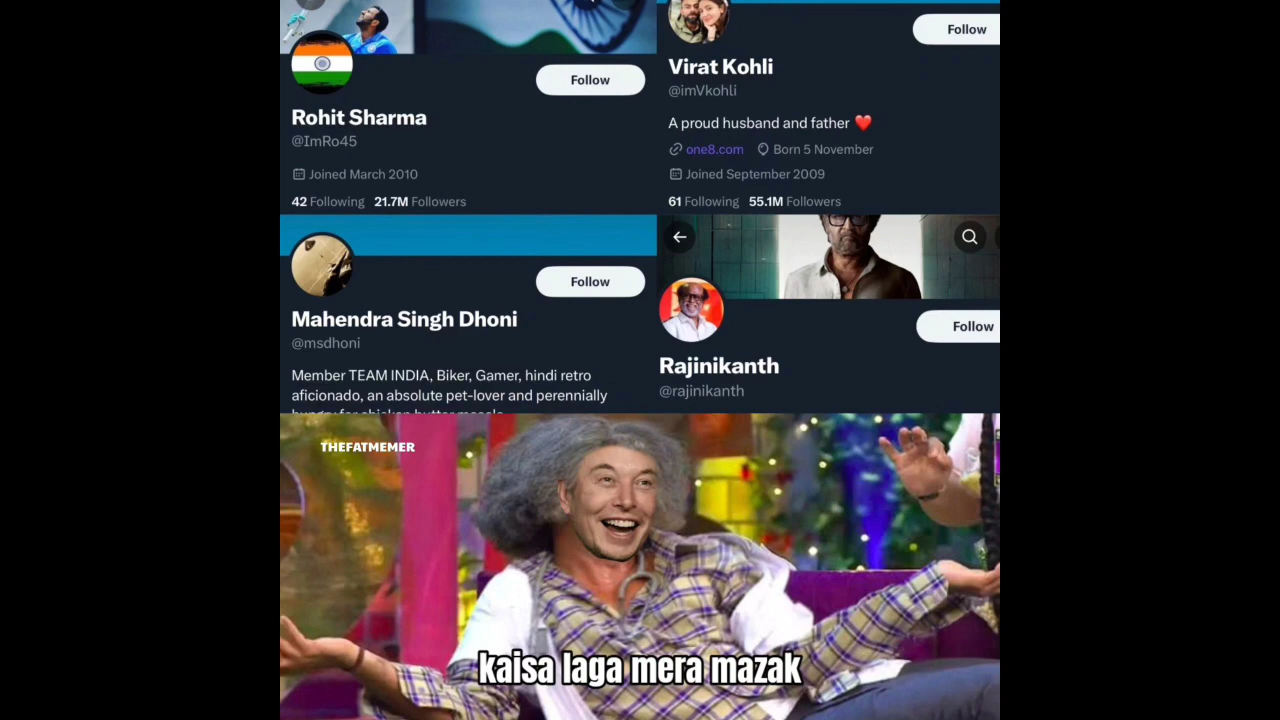 Follow
Rohit Sharma
@ImRo45
Joined March 2010
42 Following 21.7M Followers
Follow
Virat Kohli
@imVkohli
A proud husband and father ❤️
one8.com Born 5 November
Joined September 2009
61 Following 55.1M Followers
Follow
Mahendra Singh Dhoni
@msdhoni
Member TEAM INDIA, Biker, Gamer, hindi retro
aficionado, an absolute pet-lover and perennially
Follow
Rajinikanth
@rajinikanth
THEFATMEMER
kaisa laga mera mazak